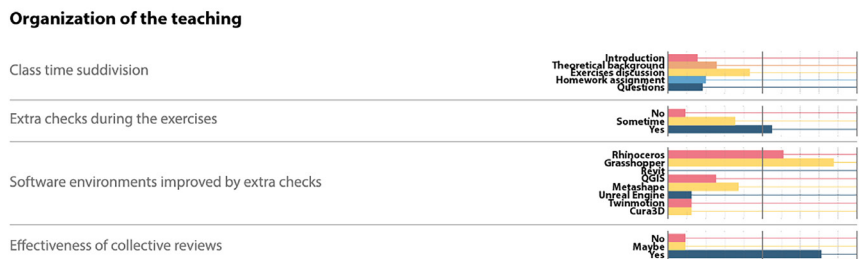 Organization of the teaching
Class time suddivision
Introduction
Theoretical background
Exercises discussion
Homework assignment
Questions
Extra checks during the exercises
No
Sometime
Yes
Software environments improved by extra checks
Rhinoceros
Grasshopper
Revit
QGIS
Metashape
Unreal Engine
Twinmotion
Cura3D
Effectiveness of collective reviews
No
Maybe
Yes